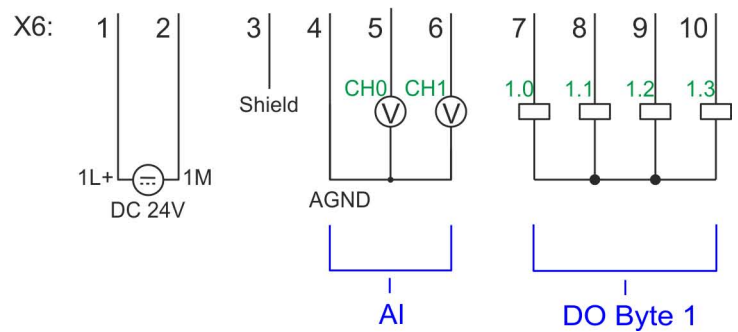 X6: 1 2 3 4 5 6 7 8 9 10
CH0 CH1 1.0 1.1 1.2 1.3
Shield
V V
1L+ 1M
AGND
DC 24V
AI DO Byte 1